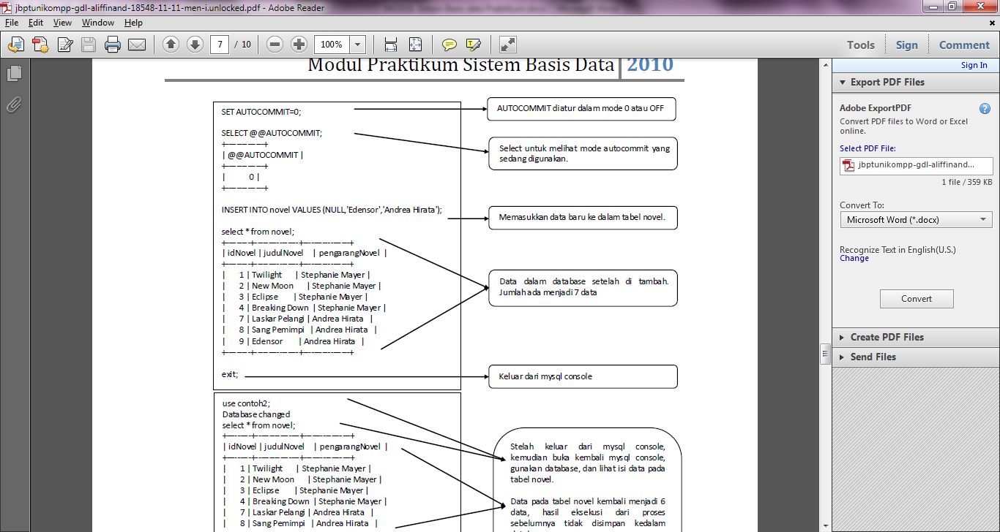 jbptunikompp-gdl-aliffinand-18548-11-11-men-i.unlocked.pdf - Adobe Reader
File Edit View Window Help
7 / 10 100% Tools Sign Comment
Sign In
Modul Praktikum Sistem Basis Data 2010
SET AUTOCOMMIT=0;
AUTOCOMMIT diatur dalam mode 0 atau OFF
SELECT @@AUTOCOMMIT;
+------------+
| @@AUTOCOMMIT |
+------------+
| 0 |
+------------+
Select untuk melihat mode autocommit yang
sedang digunakan.
INSERT INTO novel VALUES (NULL,'Edensor','Andrea Hirata');
Memasukkan data baru ke dalam tabel novel.
select * from novel;
+---------+----------------+-----------------+
| idNovel | judulNovel | pengarangNovel |
+---------+----------------+-----------------+
| 1 | Twilight | Stephanie Mayer |
| 2 | New Moon | Stephanie Mayer |
| 3 | Eclipse | Stephanie Mayer |
| 4 | Breaking Down | Stephanie Mayer |
| 7 | Laskar Pelangi | Andrea Hirata |
| 8 | Sang Pemimpi | Andrea Hirata |
| 9 | Edensor | Andrea Hirata |
+---------+----------------+-----------------+
Data dalam database setelah di tambah.
Jumlah ada menjadi 7 data
exit;
Keluar dari mysql console
use contoh2;
Database changed
select * from novel;
+---------+----------------+-----------------+
| idNovel | judulNovel | pengarangNovel |
+---------+----------------+-----------------+
| 1 | Twilight | Stephanie Mayer |
| 2 | New Moon | Stephanie Mayer |
| 3 | Eclipse | Stephanie Mayer |
| 4 | Breaking Down | Stephanie Mayer |
| 7 | Laskar Pelangi | Andrea Hirata |
| 8 | Sang Pemimpi | Andrea Hirata |
Stelah keluar dari mysql console,
kemudian buka kembali mysql console,
gunakan database, dan lihat isi data pada
tabel novel.
Data pada tabel novel kembali menjadi 6
data, hasil eksekusi dari proses
sebelumnya tidak disimpan kedalam
Export PDF Files
Adobe ExportPDF
Convert PDF files to Word or Excel
online.
Select PDF File:
jbptunikompp-gdl-aliffinand...
1 file / 359 KB
Convert To:
Microsoft Word (*.docx)
Recognize Text in English(U.S.)
Change
Convert
Create PDF Files
Send Files